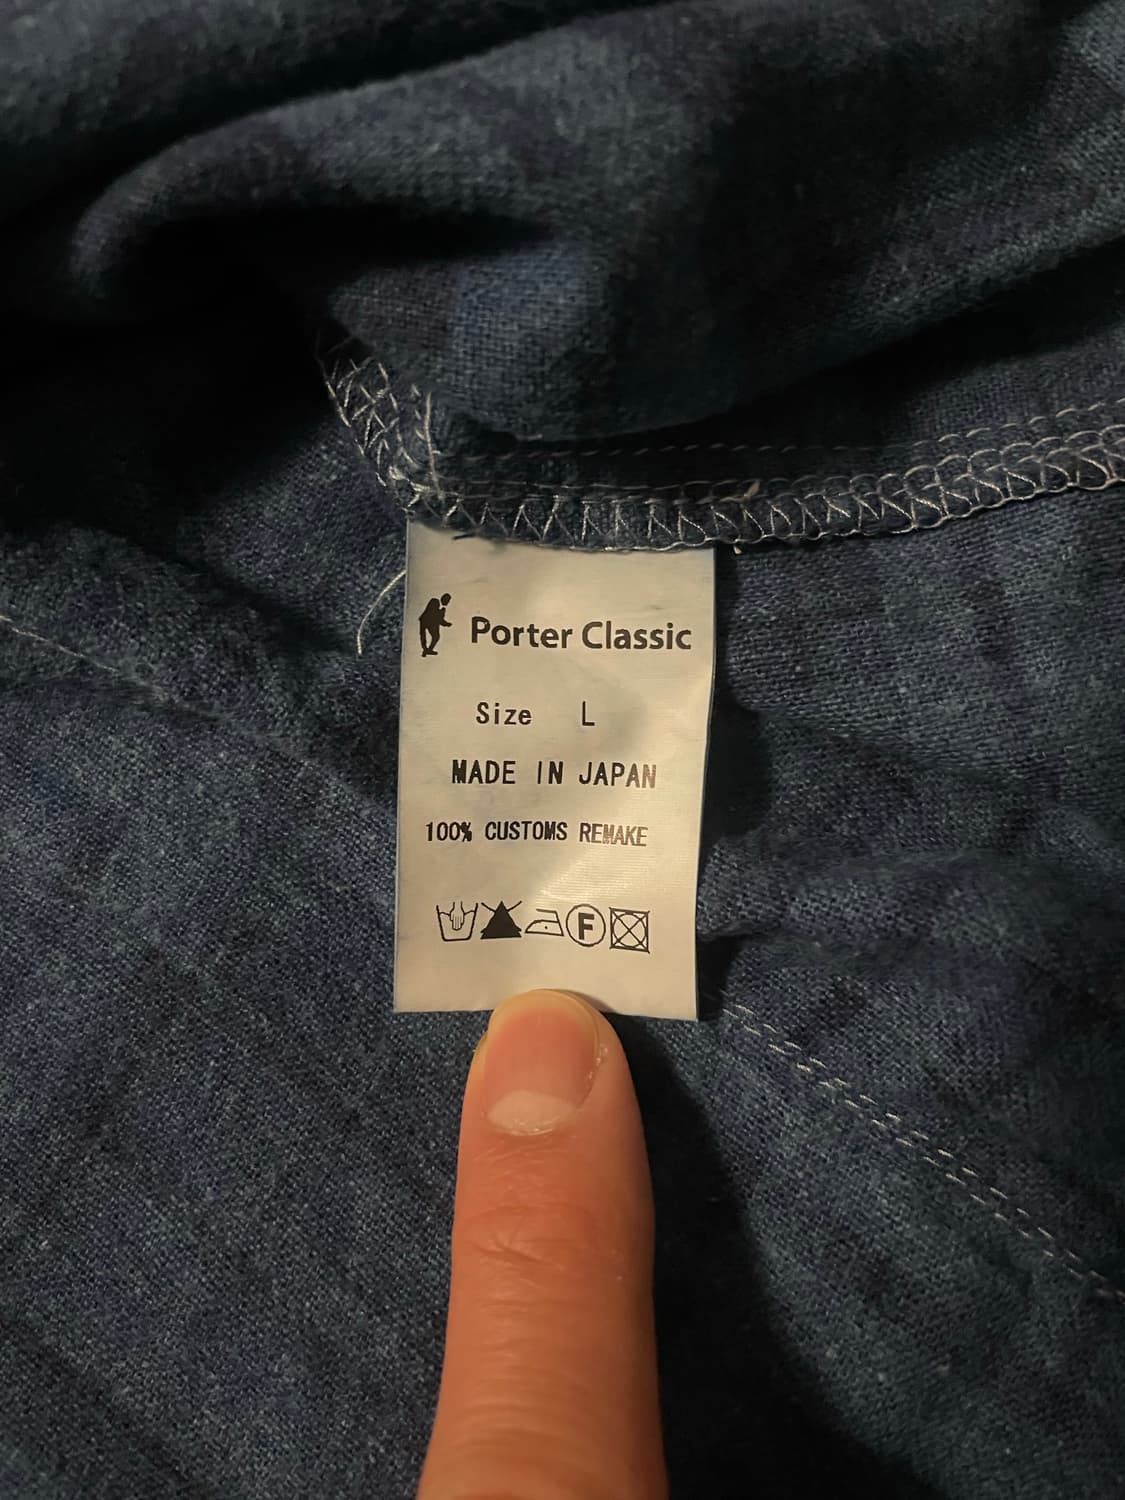 Porter Classic
Size L
MADE IN JAPAN
100% CUSTOMS REMAKE
F